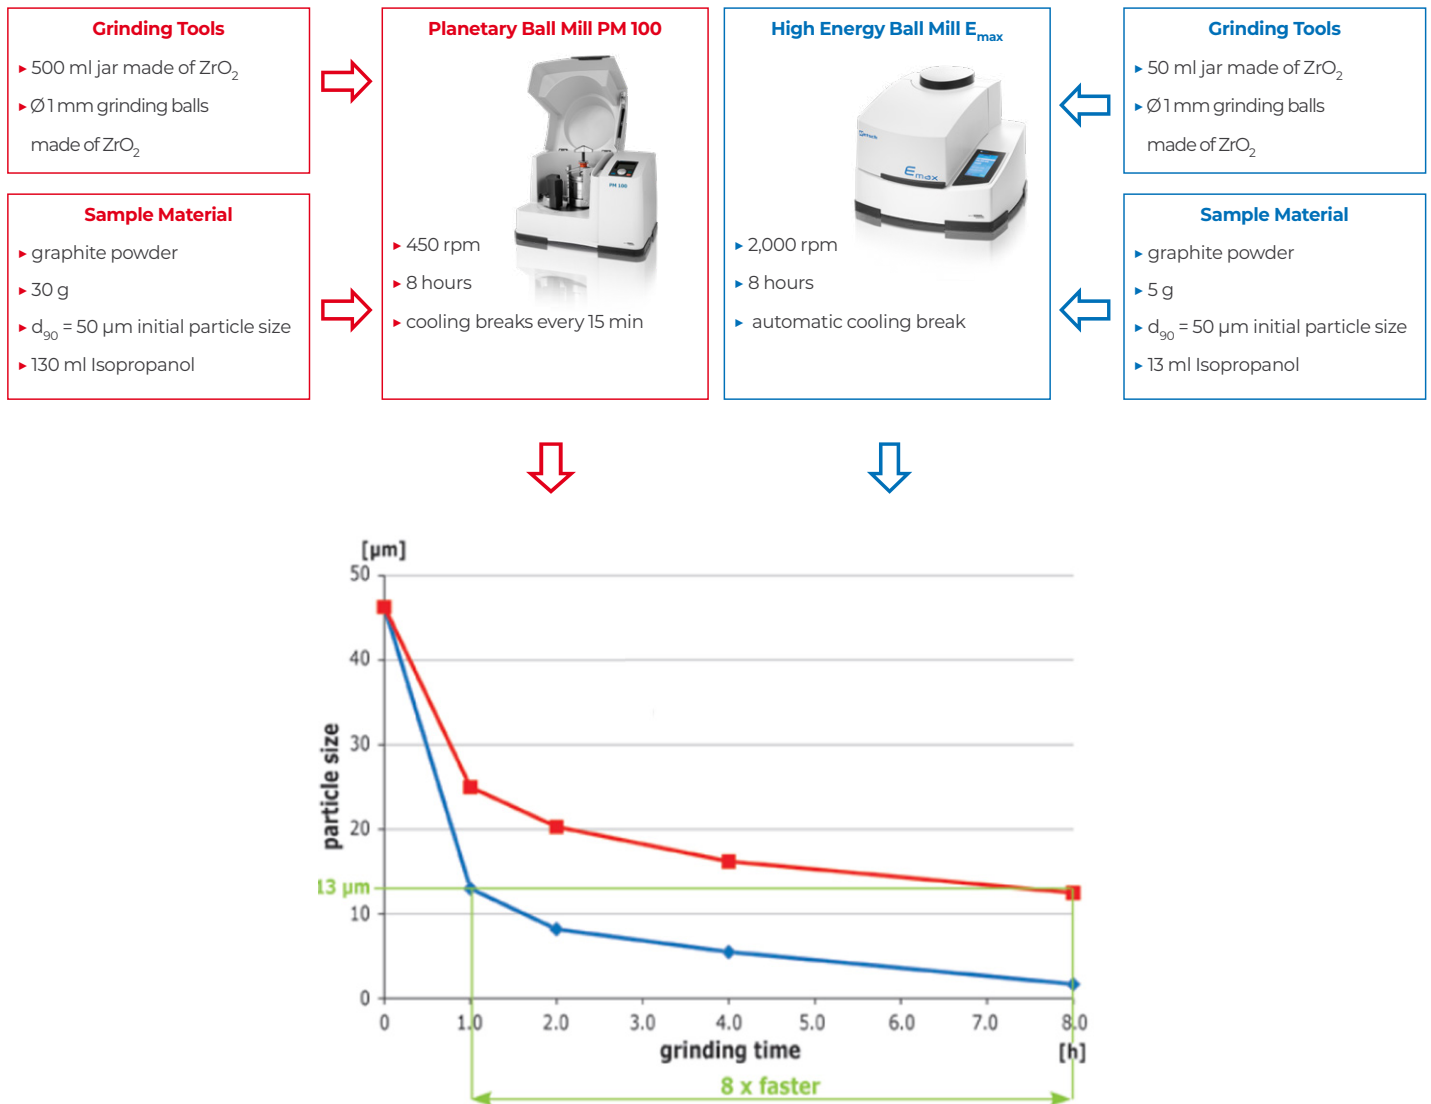 Grinding Tools
▸ 500 ml jar made of ZrO₂
▸ Ø 1 mm grinding balls
made of ZrO₂
Sample Material
▸ graphite powder
▸ 30 g
▸ d₉₀ = 50 µm initial particle size
▸ 130 ml Isopropanol
Planetary Ball Mill PM 100
PM 100
▸ 450 rpm
▸ 8 hours
▸ cooling breaks every 15 min
High Energy Ball Mill Eₘₐₓ
Retsch
Eₘₐₓ
▸ 2,000 rpm
▸ 8 hours
▸ automatic cooling break
Grinding Tools
▸ 50 ml jar made of ZrO₂
▸ Ø 1 mm grinding balls
made of ZrO₂
Sample Material
▸ graphite powder
▸ 5 g
▸ d₉₀ = 50 µm initial particle size
▸ 13 ml Isopropanol
[µm]
50
40
30
20
13 µm
10
0
particle size
0 1.0 2.0 3.0 4.0 5.0 6.0 7.0 8.0
grinding time [h]
8 x faster